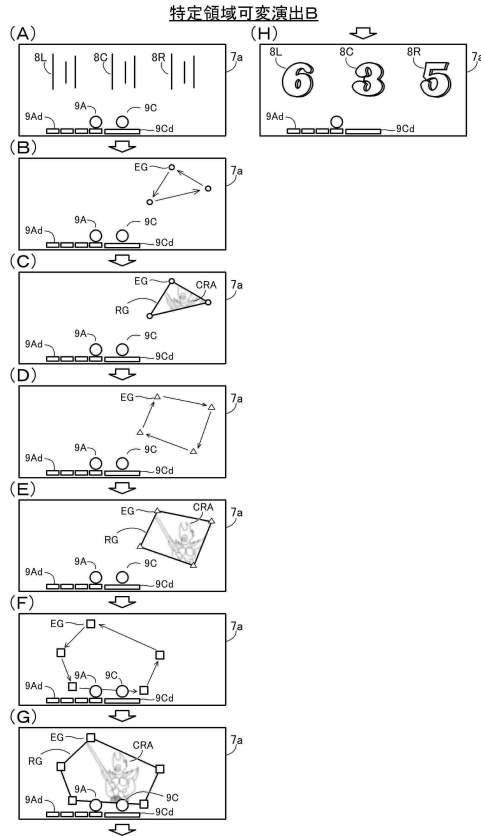 特定領域可変演出B
(A)
8L 8C 8R 7a
9A 9C
9Ad 9Cd
(B)
EG 7a
9A 9C
9Ad 9Cd
(C)
EG CRA 7a
RG
9A 9C
9Ad 9Cd
(D)
EG 7a
9A 9C
9Ad 9Cd
(E)
EG CRA 7a
RG
9A 9C
9Ad 9Cd
(F)
EG 7a
9A 9C
9Ad 9Cd
(G)
EG 7a
RG CRA
9A 9C
9Ad 9Cd
(H)
8L 8C 8R 7a
6 3 5
9Ad 9Cd